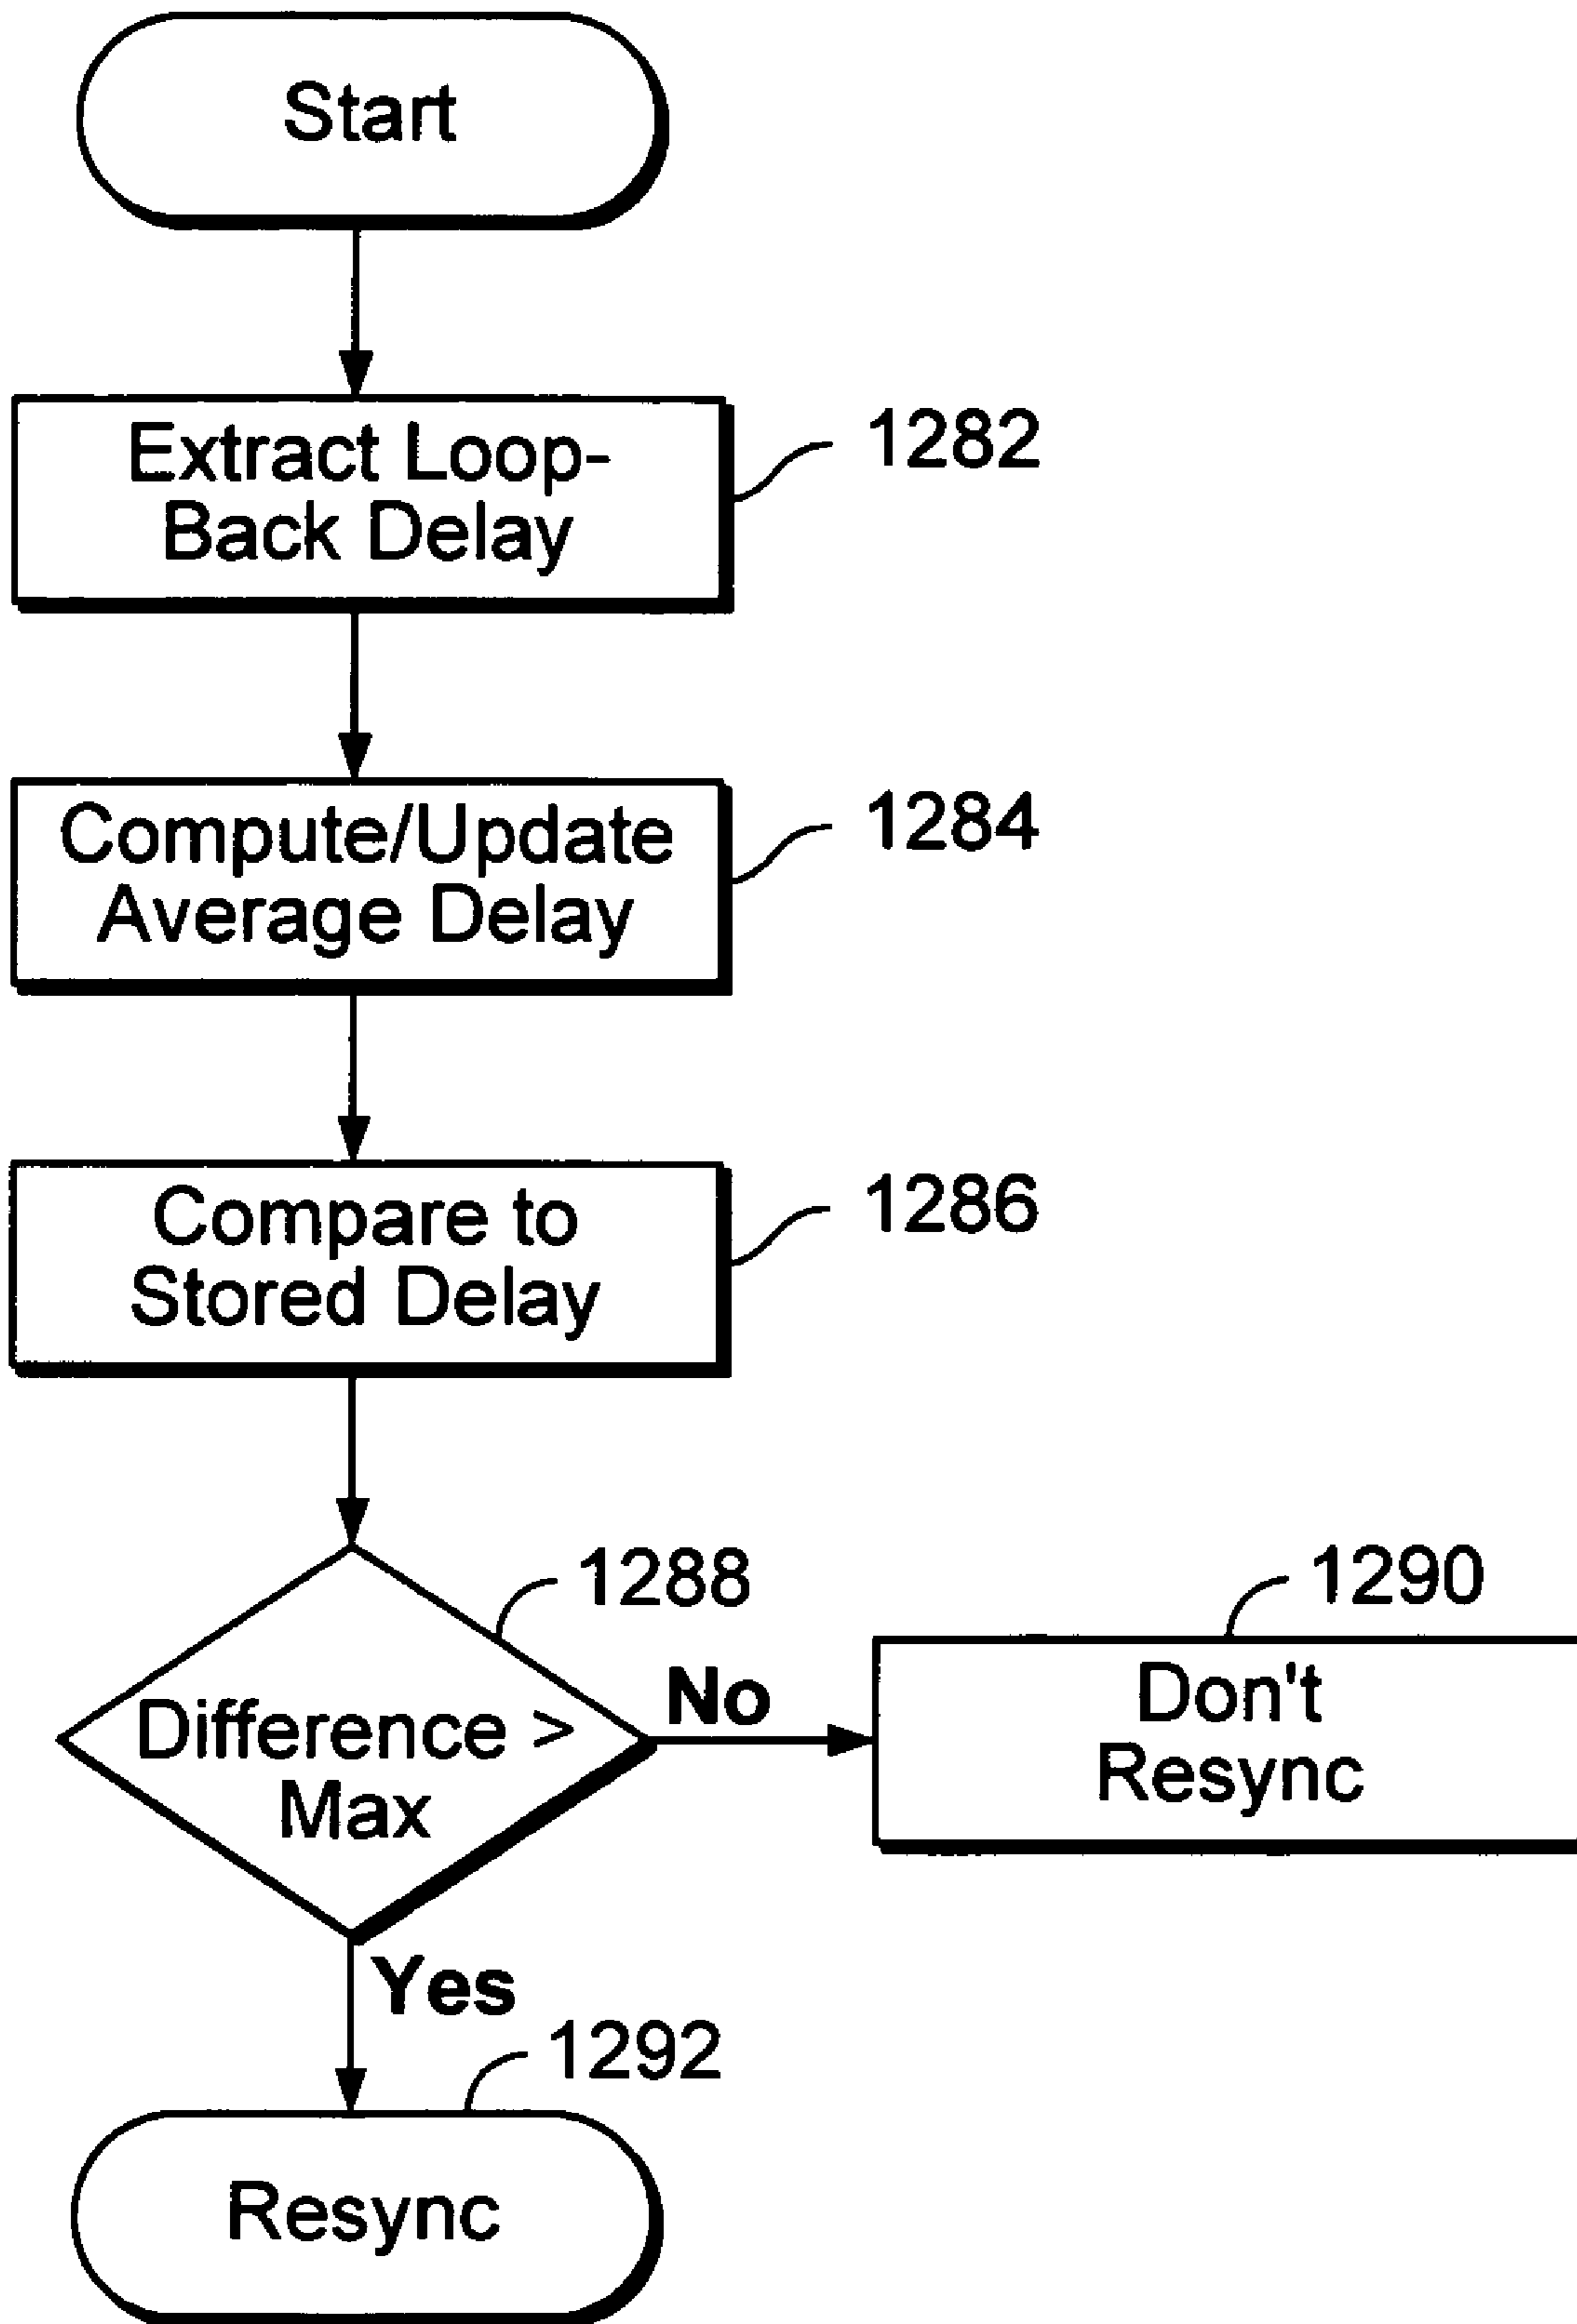 Start
Extract Loop-
Back Delay
1282
Compute/Update
Average Delay
1284
Compare to
Stored Delay
1286
1288
Difference >
Max
No
1290
Don't
Resync
Yes
1292
Resync